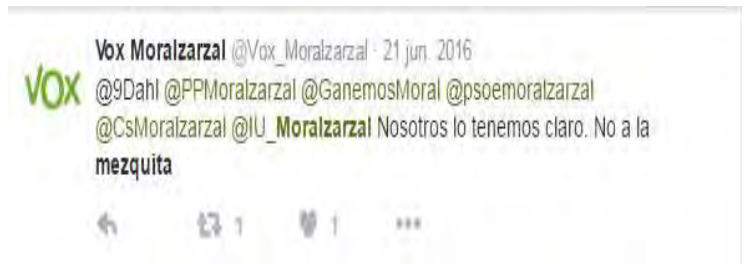 Vox Moralzarzal @Vox_Moralzarzal · 21 jun. 2016
VOX
@9Dahl @PPMoralzarzal @GanemosMoral @psoemoralzarzal
@CsMoralzarzal @IU_Moralzarzal Nosotros lo tenemos claro. No a la
mezquita
1 1